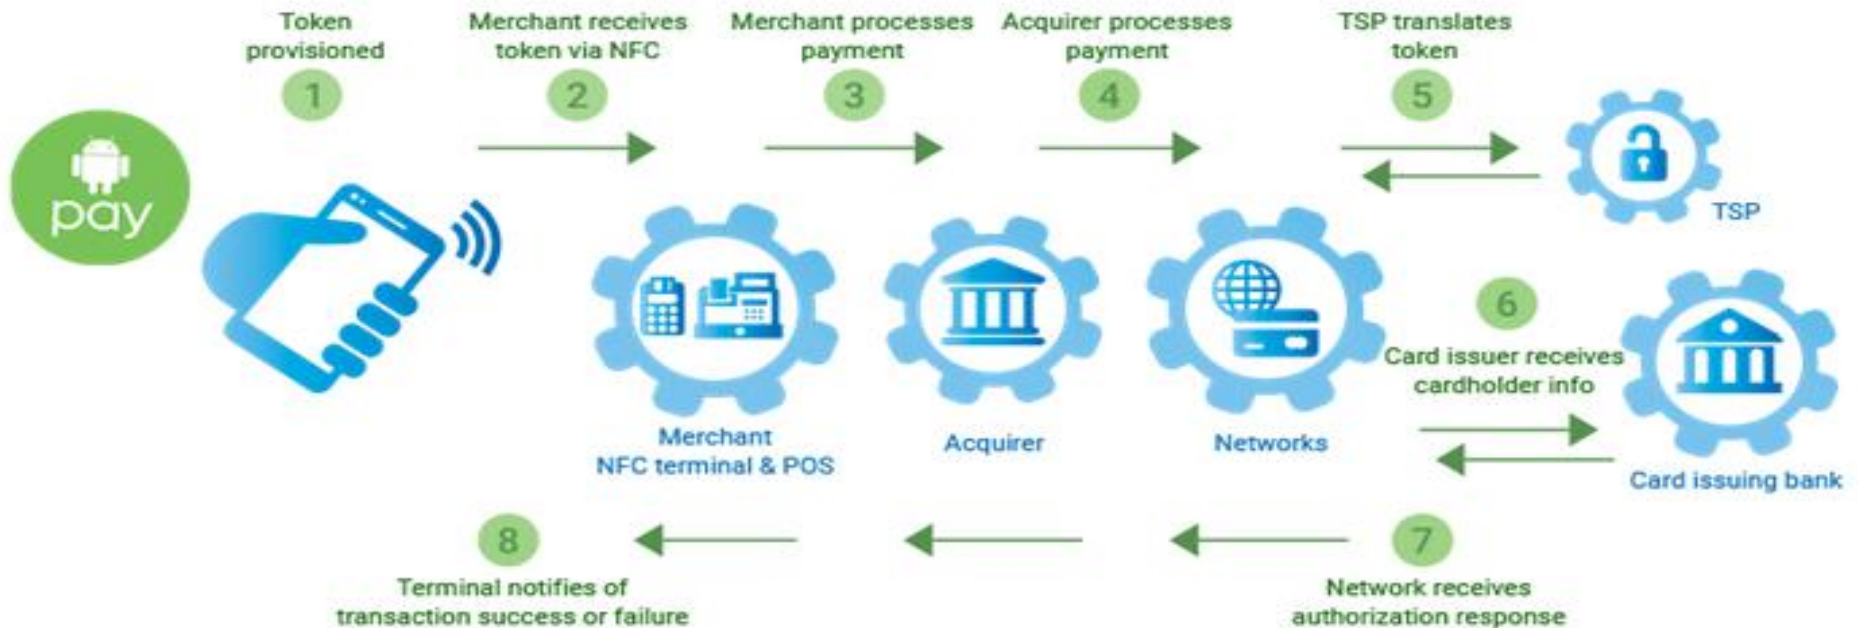 Token
provisioned
1
Merchant receives
token via NFC
2
Merchant processes
payment
3
Acquirer processes
payment
4
TSP translates
token
5
pay
TSP
6
Card issuer receives
cardholder info
Merchant
NFC terminal & POS
Acquirer
Networks
Card issuing bank
8
Terminal notifies of
transaction success or failure
7
Network receives
authorization response